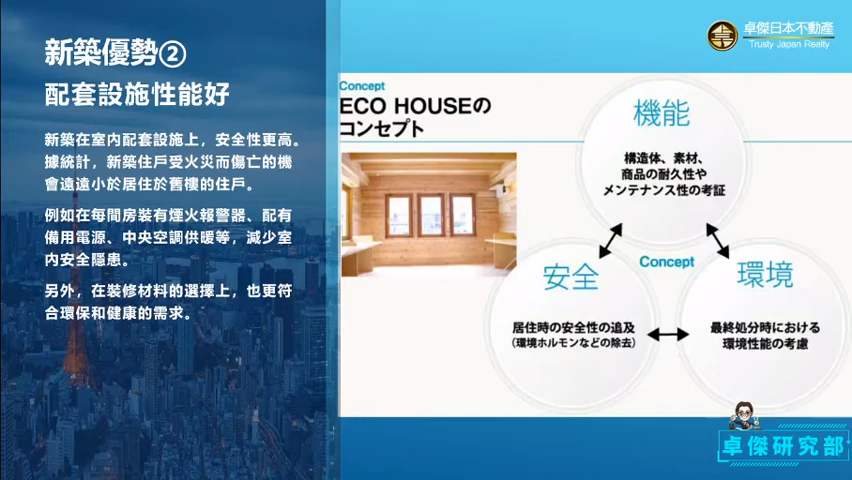 新築優勢②
配套設施性能好
新築在室內配套設施上，安全性更高。
據統計，新築住戶受火災而傷亡的機
會遠遠小於居住於舊樓的住戶。
例如在每間房裝有煙火報警器、配有
備用電源、中央空調供暖等，減少室
內安全隱患。
另外，在裝修材料的選擇上，也更符
合環保和健康的需求。
卓傑日本不動産
Trusty Japan Realty
Concept
ECO HOUSEの
コンセプト
機能
構造体、素材、
商品の耐久性や
メンテナンス性の考証
Concept
安全
居住時の安全性の追及
(環境ホルモンなどの除去)
環境
最終処分時における
環境性能の考慮
卓傑研究部